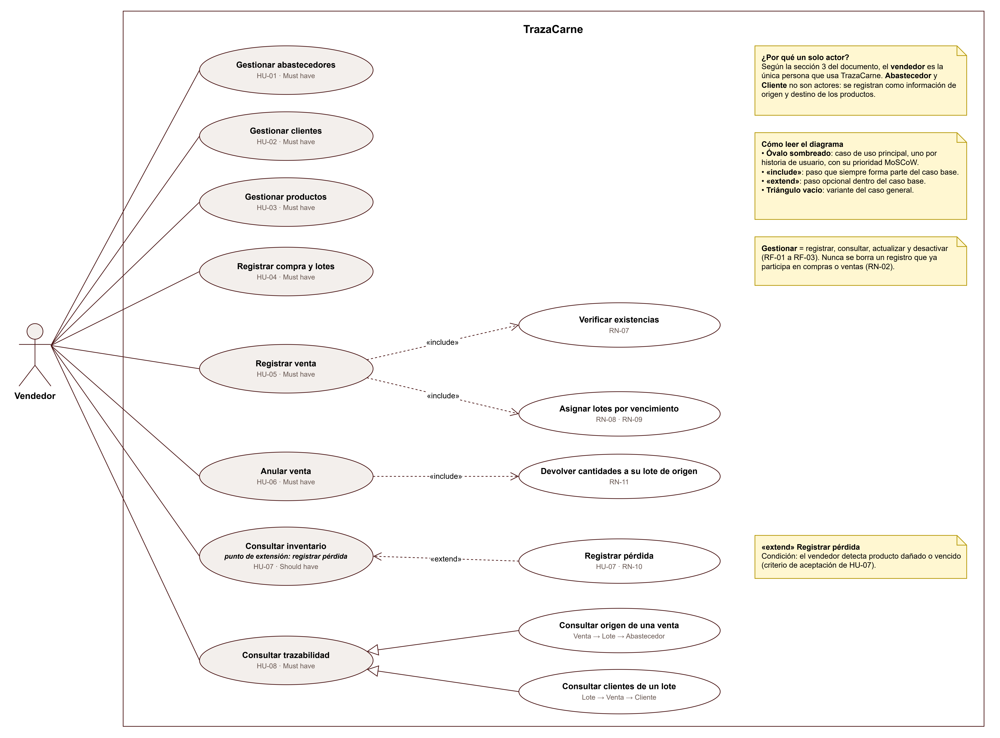 TrazaCarne
Gestionar abastecedores
HU-01 · Must have
Gestionar clientes
HU-02 · Must have
Gestionar productos
HU-03 · Must have
Registrar compra y lotes
HU-04 · Must have
Vendedor
Registrar venta
HU-05 · Must have
Anular venta
HU-06 · Must have
Consultar inventario
punto de extensión: registrar pérdida
HU-07 · Should have
Consultar trazabilidad
HU-08 · Must have
«include»
«include»
«include»
«extend»
Verificar existencias
RN-07
Asignar lotes por vencimiento
RN-08 · RN-09
Devolver cantidades a su lote de origen
RN-11
Registrar pérdida
HU-07 · RN-10
Consultar origen de una venta
Venta → Lote → Abastecedor
Consultar clientes de un lote
Lote → Venta → Cliente
¿Por qué un solo actor?
Según la sección 3 del documento, el vendedor es la
única persona que usa TrazaCarne. Abastecedor y
Cliente no son actores: se registran como información de
origen y destino de los productos.
Cómo leer el diagrama
• Óvalo sombreado: caso de uso principal, uno por
historia de usuario, con su prioridad MoSCoW.
• «include»: paso que siempre forma parte del caso base.
• «extend»: paso opcional dentro del caso base.
• Triángulo vacío: variante del caso general.
Gestionar = registrar, consultar, actualizar y desactivar
(RF-01 a RF-03). Nunca se borra un registro que ya
participa en compras o ventas (RN-02).
«extend» Registrar pérdida
Condición: el vendedor detecta producto dañado o vencido
(criterio de aceptación de HU-07).